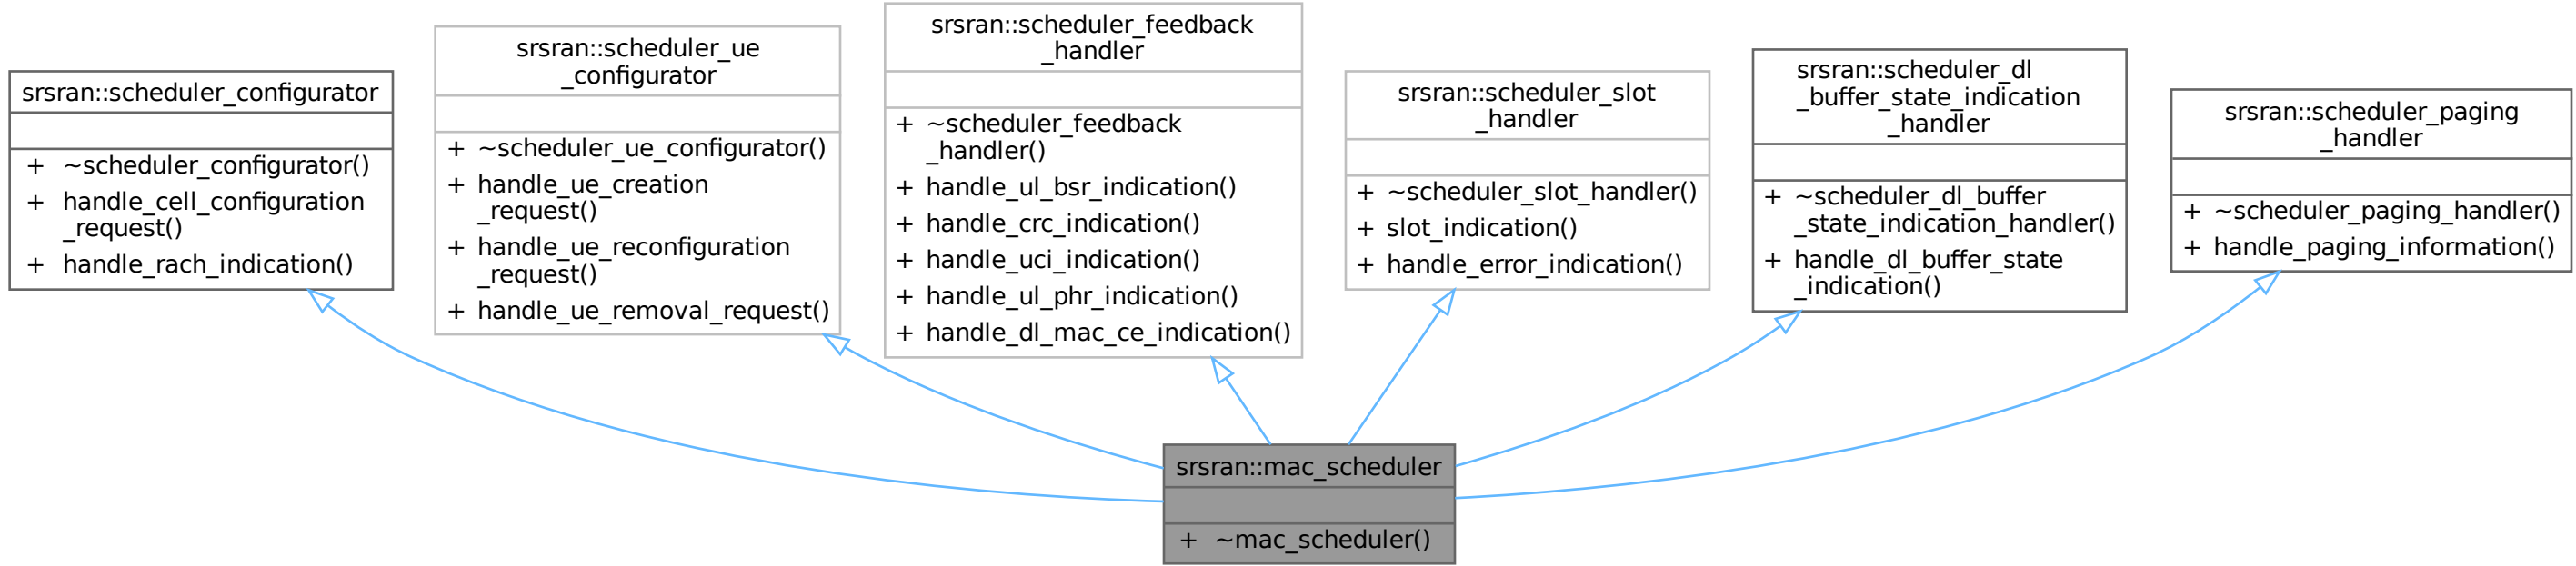 srsran::scheduler_configurator
+ ~scheduler_configurator()
+ handle_cell_configuration
_request()
+ handle_rach_indication()
srsran::scheduler_ue
_configurator
+ ~scheduler_ue_configurator()
+ handle_ue_creation
_request()
+ handle_ue_reconfiguration
_request()
+ handle_ue_removal_request()
srsran::scheduler_feedback
_handler
+ ~scheduler_feedback
_handler()
+ handle_ul_bsr_indication()
+ handle_crc_indication()
+ handle_uci_indication()
+ handle_ul_phr_indication()
+ handle_dl_mac_ce_indication()
srsran::scheduler_slot
_handler
+ ~scheduler_slot_handler()
+ slot_indication()
+ handle_error_indication()
srsran::scheduler_dl
_buffer_state_indication
_handler
+ ~scheduler_dl_buffer
_state_indication_handler()
+ handle_dl_buffer_state
_indication()
srsran::scheduler_paging
_handler
+ ~scheduler_paging_handler()
+ handle_paging_information()
srsran::mac_scheduler
+ ~mac_scheduler()